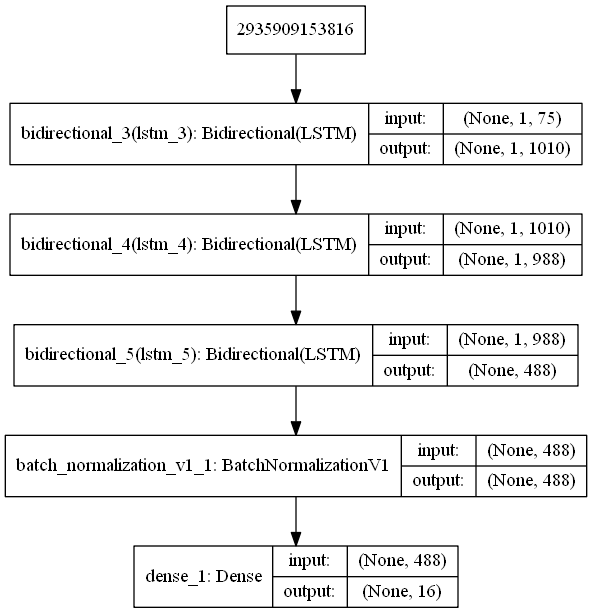 2935909153816
bidirectional_3(lstm_3): Bidirectional(LSTM)
input: (None, 1, 75)
output: (None, 1, 1010)
bidirectional_4(lstm_4): Bidirectional(LSTM)
input: (None, 1, 1010)
output: (None, 1, 988)
bidirectional_5(lstm_5): Bidirectional(LSTM)
input: (None, 1, 988)
output: (None, 488)
batch_normalization_v1_1: BatchNormalizationV1
input: (None, 488)
output: (None, 488)
dense_1: Dense
input: (None, 488)
output: (None, 16)